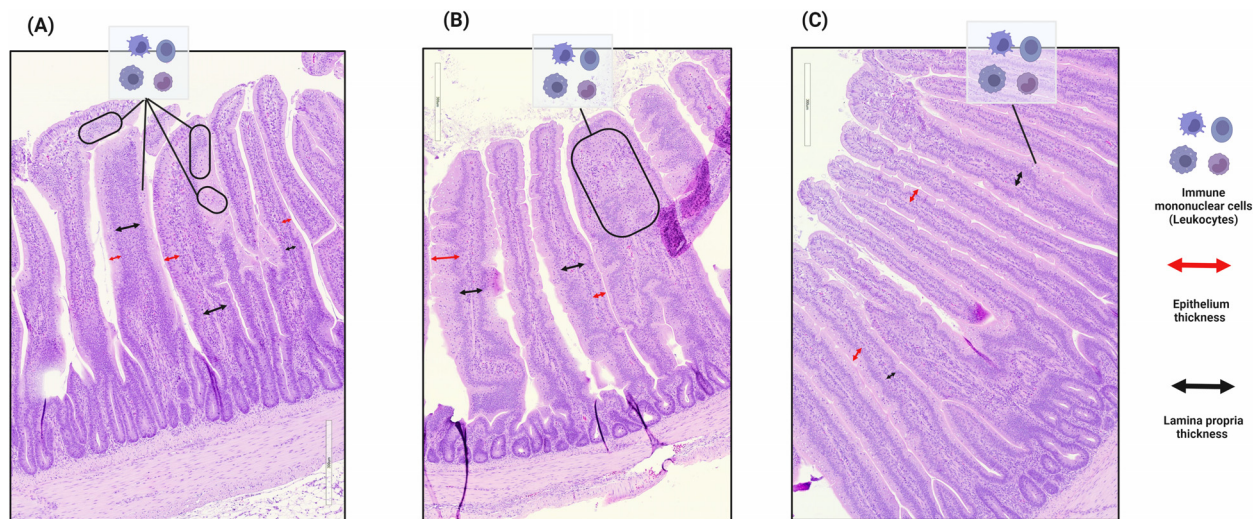 (A)
(B)
(C)
Immune
mononuclear cells
(Leukocytes)
Epithelium
thickness
Lamina propria
thickness